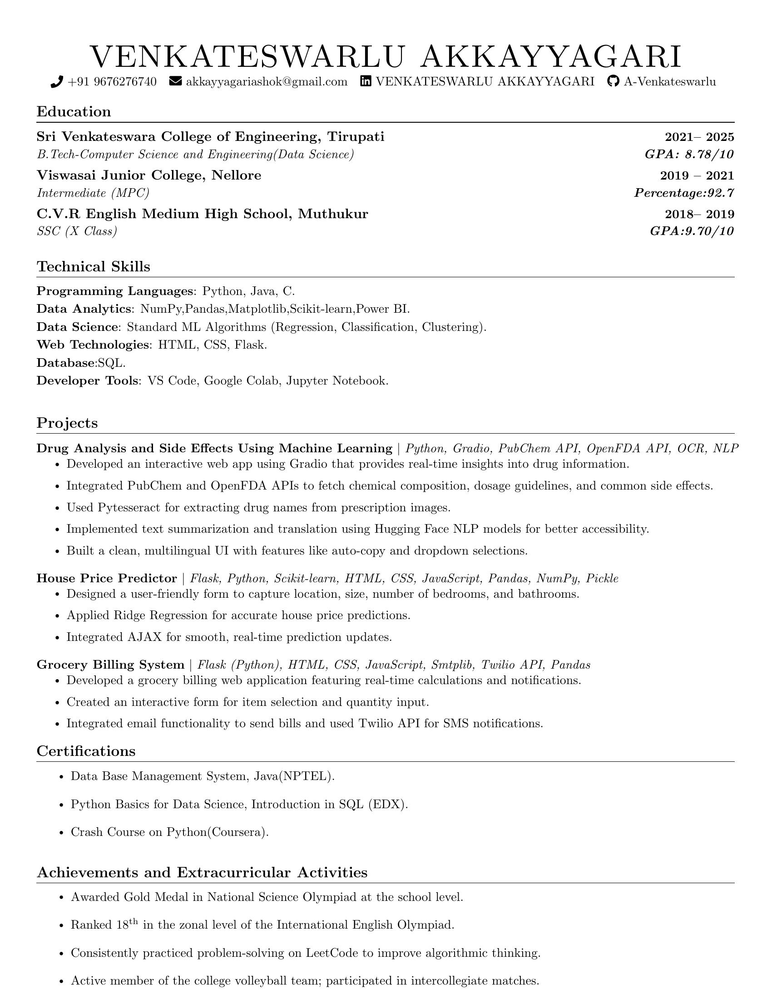 VENKATESWARLU AKKAYYAGARI
+91 9676276740 akkayyagariashok@gmail.com VENKATESWARLU AKKAYYAGARI A-Venkateswarlu
Education
Sri Venkateswara College of Engineering, Tirupati 2021– 2025
B.Tech-Computer Science and Engineering(Data Science) GPA: 8.78/10
Viswasai Junior College, Nellore 2019 – 2021
Intermediate (MPC) Percentage:92.7
C.V.R English Medium High School, Muthukur 2018– 2019
SSC (X Class) GPA:9.70/10
Technical Skills
Programming Languages: Python, Java, C.
Data Analytics: NumPy,Pandas,Matplotlib,Scikit-learn,Power BI.
Data Science: Standard ML Algorithms (Regression, Classification, Clustering).
Web Technologies: HTML, CSS, Flask.
Database:SQL.
Developer Tools: VS Code, Google Colab, Jupyter Notebook.
Projects
Drug Analysis and Side Effects Using Machine Learning | Python, Gradio, PubChem API, OpenFDA API, OCR, NLP
• Developed an interactive web app using Gradio that provides real-time insights into drug information.
• Integrated PubChem and OpenFDA APIs to fetch chemical composition, dosage guidelines, and common side effects.
• Used Pytesseract for extracting drug names from prescription images.
• Implemented text summarization and translation using Hugging Face NLP models for better accessibility.
• Built a clean, multilingual UI with features like auto-copy and dropdown selections.
House Price Predictor | Flask, Python, Scikit-learn, HTML, CSS, JavaScript, Pandas, NumPy, Pickle
• Designed a user-friendly form to capture location, size, number of bedrooms, and bathrooms.
• Applied Ridge Regression for accurate house price predictions.
• Integrated AJAX for smooth, real-time prediction updates.
Grocery Billing System | Flask (Python), HTML, CSS, JavaScript, Smtplib, Twilio API, Pandas
• Developed a grocery billing web application featuring real-time calculations and notifications.
• Created an interactive form for item selection and quantity input.
• Integrated email functionality to send bills and used Twilio API for SMS notifications.
Certifications
• Data Base Management System, Java(NPTEL).
• Python Basics for Data Science, Introduction in SQL (EDX).
• Crash Course on Python(Coursera).
Achievements and Extracurricular Activities
• Awarded Gold Medal in National Science Olympiad at the school level.
• Ranked 18th in the zonal level of the International English Olympiad.
• Consistently practiced problem-solving on LeetCode to improve algorithmic thinking.
• Active member of the college volleyball team; participated in intercollegiate matches.